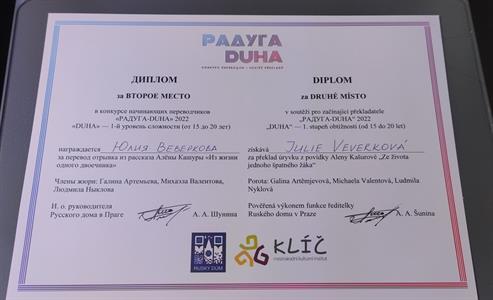 РАДУГА
DUHA
ДИПЛОМ
за ВТОРОЕ МЕСТО
в конкурсе начинающих переводчиков
«РАДУГА-DUHA» 2022
«DUHA» — 1-й уровень сложности (от 15 до 20 лет)
награждается Юлия Веверкова
за перевод отрывка из рассказа Алёны Кашуры «Из жизни
одного двоечника»
Члены жюри: Галина Артемьева, Михаэла Валентова,
Людмила Ныклова
И. о. руководителя
Русского дома в Праге
А. А. Шунина
DIPLOM
za DRUHÉ MÍSTO
v soutěži pro začínající překladatele
„РАДУГА-DUHA“ 2022
„DUHA“ — 1. stupeň obtížnosti (od 15 do 20 let)
získává Julie Veverková
za překlad úryvku z povídky Aleny Kašurové „Ze života
jednoho špatného žáka“
Porota: Galina Artěmjevová, Michaela Valentová, Ludmila
Nyklová
Pověřená výkonem funkce ředitelky
Ruského domu v Praze
A. A. Šunina
RUSKÝ DŮM
KLÍČ
mezinárodní kulturní institut